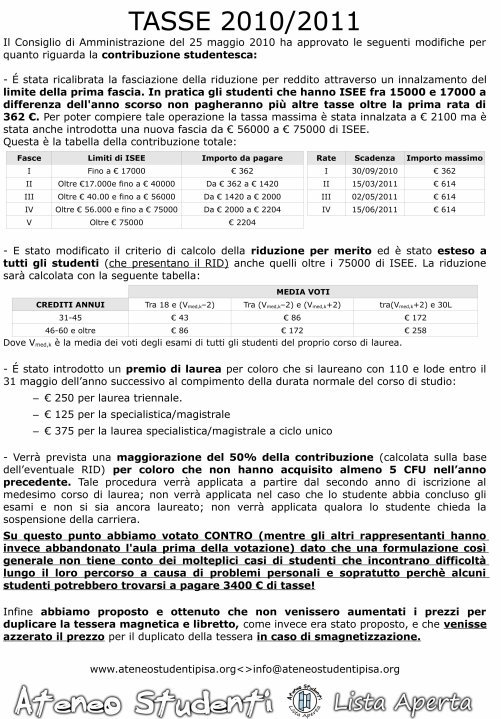 TASSE 2010/2011
Il Consiglio di Amministrazione del 25 maggio 2010 ha approvato le seguenti modifiche per
quanto riguarda la contribuzione studentesca:
- É stata ricalibrata la fasciazione della riduzione per reddito attraverso un innalzamento del
limite della prima fascia. In pratica gli studenti che hanno ISEE fra 15000 e 17000 a
differenza dell'anno scorso non pagheranno più altre tasse oltre la prima rata di
362 €. Per poter compiere tale operazione la tassa massima è stata innalzata a € 2100 ma è
stata anche introdotta una nuova fascia da € 56000 a € 75000 di ISEE.
Questa è la tabella della contribuzione totale:
Fasce Limiti di ISEE Importo da pagare Rate Scadenza Importo massimo
I Fino a € 17000 € 362 I 30/09/2010 € 362
II Oltre €17.000e fino a € 40000 Da € 362 a € 1420 II 15/03/2011 € 614
III Oltre € 40.00 e fino a € 56000 Da € 1420 a € 2000 III 02/05/2011 € 614
IV Oltre € 56.000 e fino a € 75000 Da € 2000 a € 2204 IV 15/06/2011 € 614
V Oltre € 75000 € 2204
- E stato modificato il criterio di calcolo della riduzione per merito ed è stato esteso a
tutti gli studenti (che presentano il RID) anche quelli oltre i 75000 di ISEE. La riduzione
sarà calcolata con la seguente tabella:
MEDIA VOTI
CREDITI ANNUI Tra 18 e (Vmed,k–2) Tra (Vmed,k–2) e (Vmed,k+2) tra(Vmed,k+2) e 30L
31-45 € 43 € 86 € 172
46-60 e oltre € 86 € 172 € 258
Dove Vmed,k è la media dei voti degli esami di tutti gli studenti del proprio corso di laurea.
- É stato introdotto un premio di laurea per coloro che si laureano con 110 e lode entro il
31 maggio dell’anno successivo al compimento della durata normale del corso di studio:
– € 250 per laurea triennale.
– € 125 per la specialistica/magistrale
– € 375 per la laurea specialistica/magistrale a ciclo unico
- Verrà prevista una maggiorazione del 50% della contribuzione (calcolata sulla base
dell’eventuale RID) per coloro che non hanno acquisito almeno 5 CFU nell’anno
precedente. Tale procedura verrà applicata a partire dal secondo anno di iscrizione al
medesimo corso di laurea; non verrà applicata nel caso che lo studente abbia concluso gli
esami e non si sia ancora laureato; non verrà applicata qualora lo studente chieda la
sospensione della carriera.
Su questo punto abbiamo votato CONTRO (mentre gli altri rappresentanti hanno
invece abbandonato l'aula prima della votazione) dato che una formulazione così
generale non tiene conto dei molteplici casi di studenti che incontrano difficoltà
lungo il loro percorso a causa di problemi personali e sopratutto perchè alcuni
studenti potrebbero trovarsi a pagare 3400 € di tasse!
Infine abbiamo proposto e ottenuto che non venissero aumentati i prezzi per
duplicare la tessera magnetica e libretto, come invece era stato proposto, e che venisse
azzerato il prezzo per il duplicato della tessera in caso di smagnetizzazione.
www.ateneostudentipisa.org<>info@ateneostudentipisa.org
Ateneo Studenti Ateneo Studenti Lista Aperta Lista Aperta